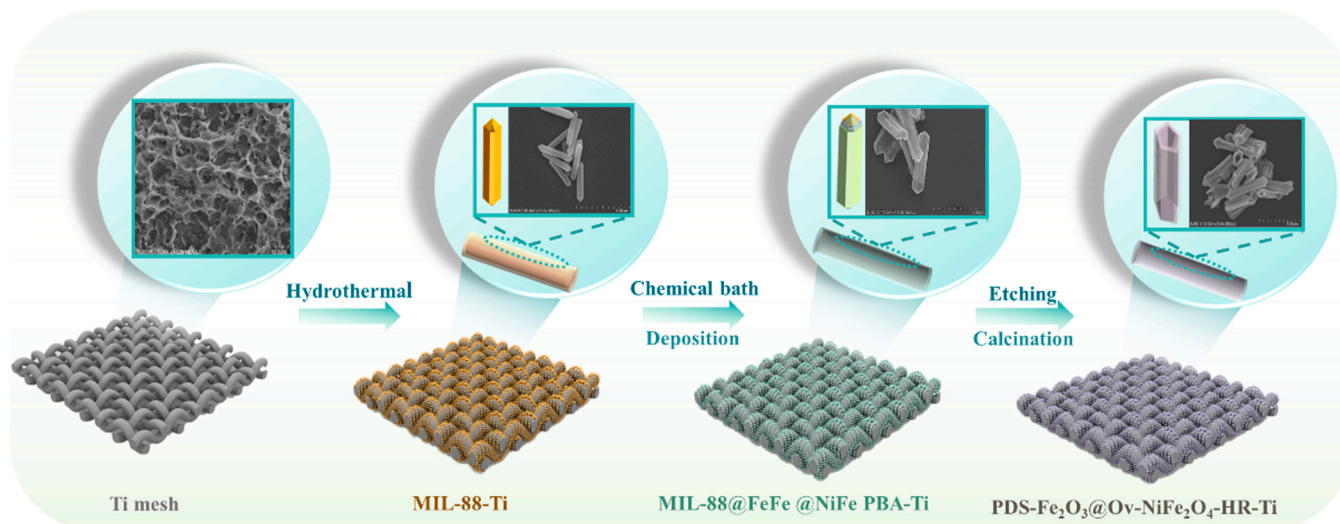 Hydrothermal
Chemical bath
Deposition
Etching
Calcination
Ti mesh
MIL-88-Ti
MIL-88@FeFe @NiFe PBA-Ti
PDS-Fe₂O₃@Ov-NiFe₂O₄-HR-Ti